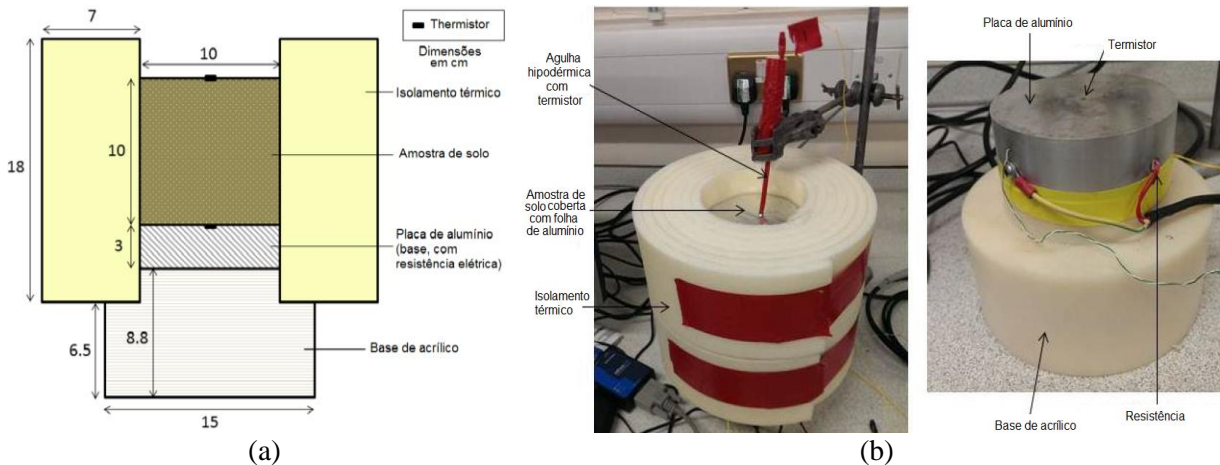 7
Thermistor
Dimensões
em cm
10
Isolamento térmico
18
10
Amostra de solo
3
Placa de alumínio
(base, com
resistência elétrica)
8.8
6.5
Base de acrílico
15
(a)
Agulha
hipodérmica
com
termistor
Amostra de
solo coberta
com folha
de alumínio
Isolamento
térmico
(b)
Placa de alumínio
Termistor
Base de acrílico
Resistência